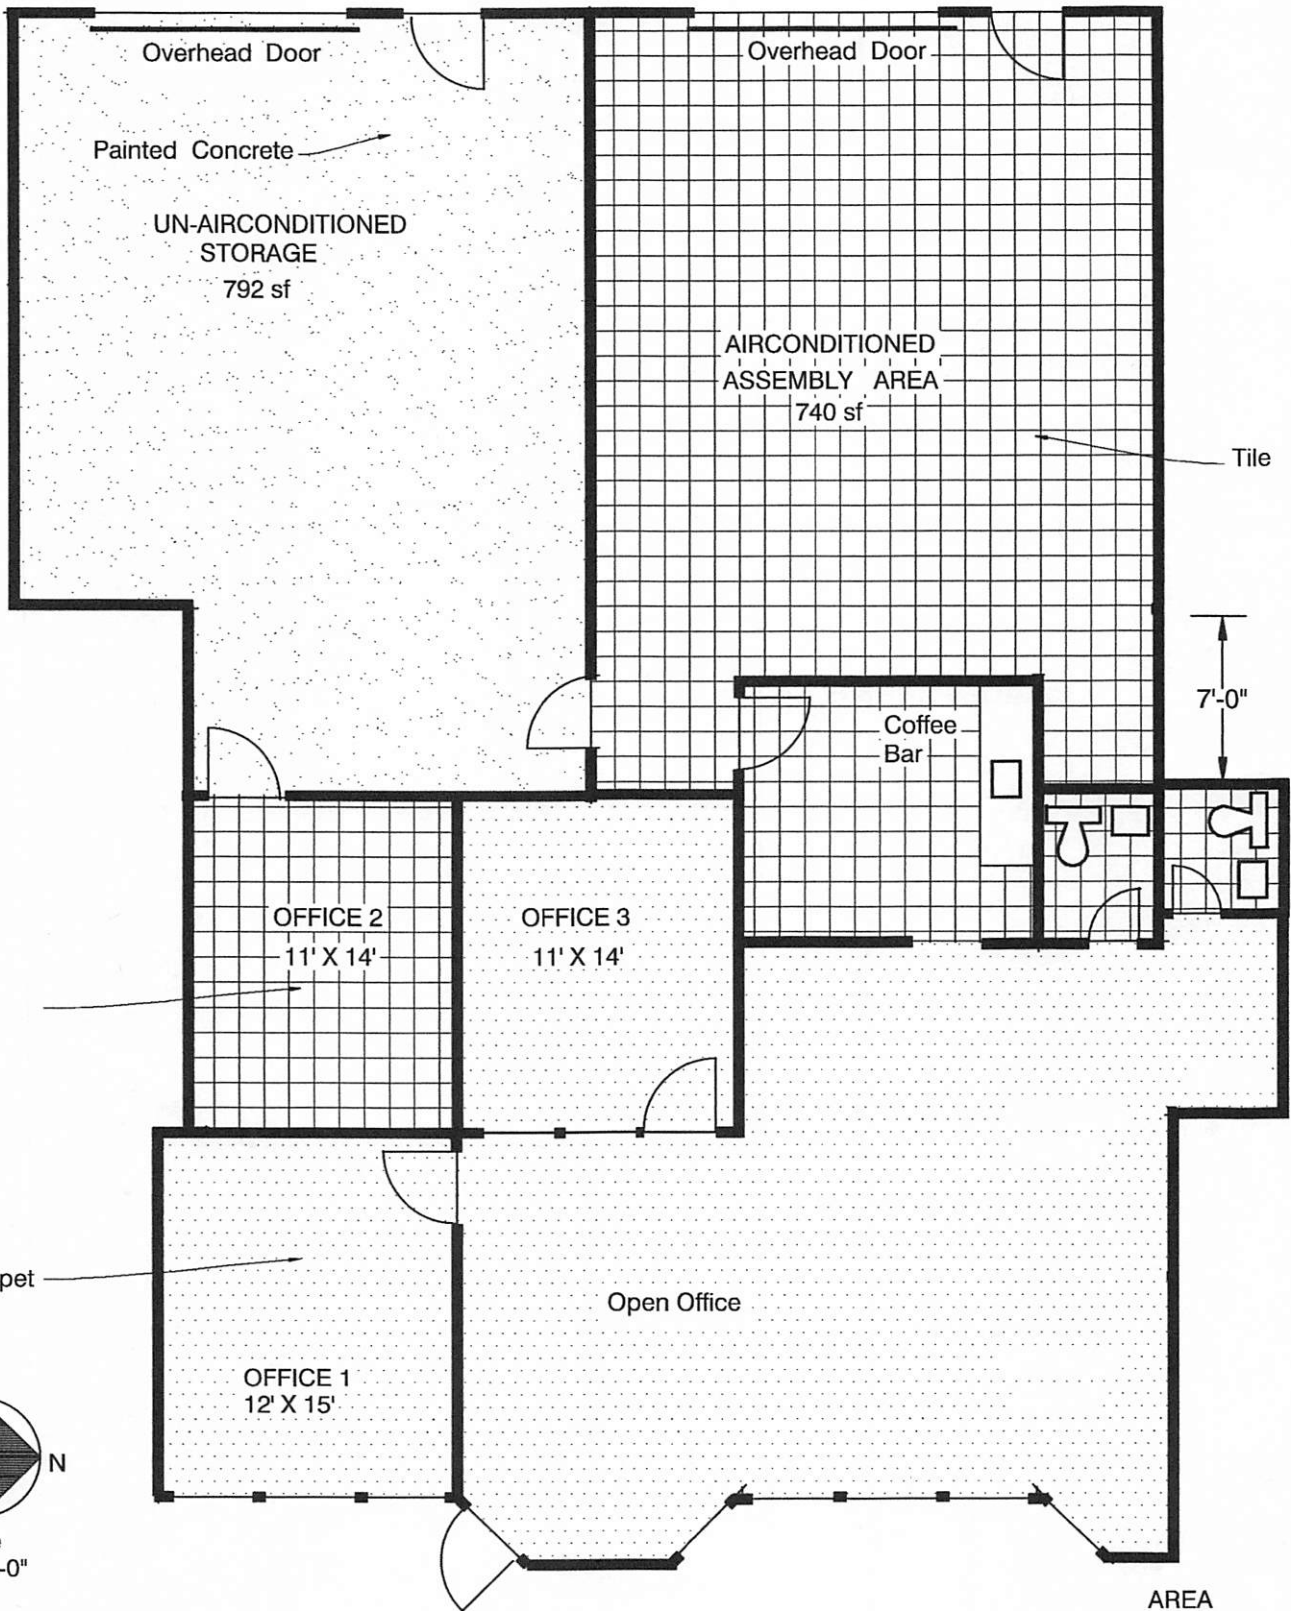 Overhead Door
Overhead Door
Painted Concrete
UN-AIRCONDITIONED
STORAGE
792 sf
AIRCONDITIONED
ASSEMBLY AREA
740 sf
Tile
7'-0"
Coffee
Bar
OFFICE 2
11' X 14'
OFFICE 3
11' X 14'
pet
Open Office
OFFICE 1
12' X 15'
N
-0"
AREA